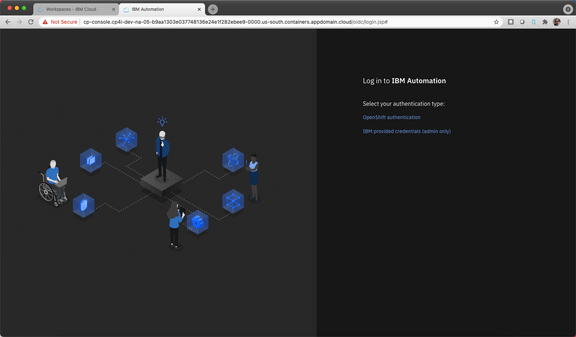 Workspaces - IBM Cloud
IBM Automation
Not Secure
cp-console.cp4i-dev-na-05-b9aa1303e037748136e24e1f282ebee9-0000.us-south.containers.appdomain.cloud/oidc/login.jsp#
Log in to IBM Automation
Select your authentication type:
OpenShift authentication
IBM provided credentials (admin only)